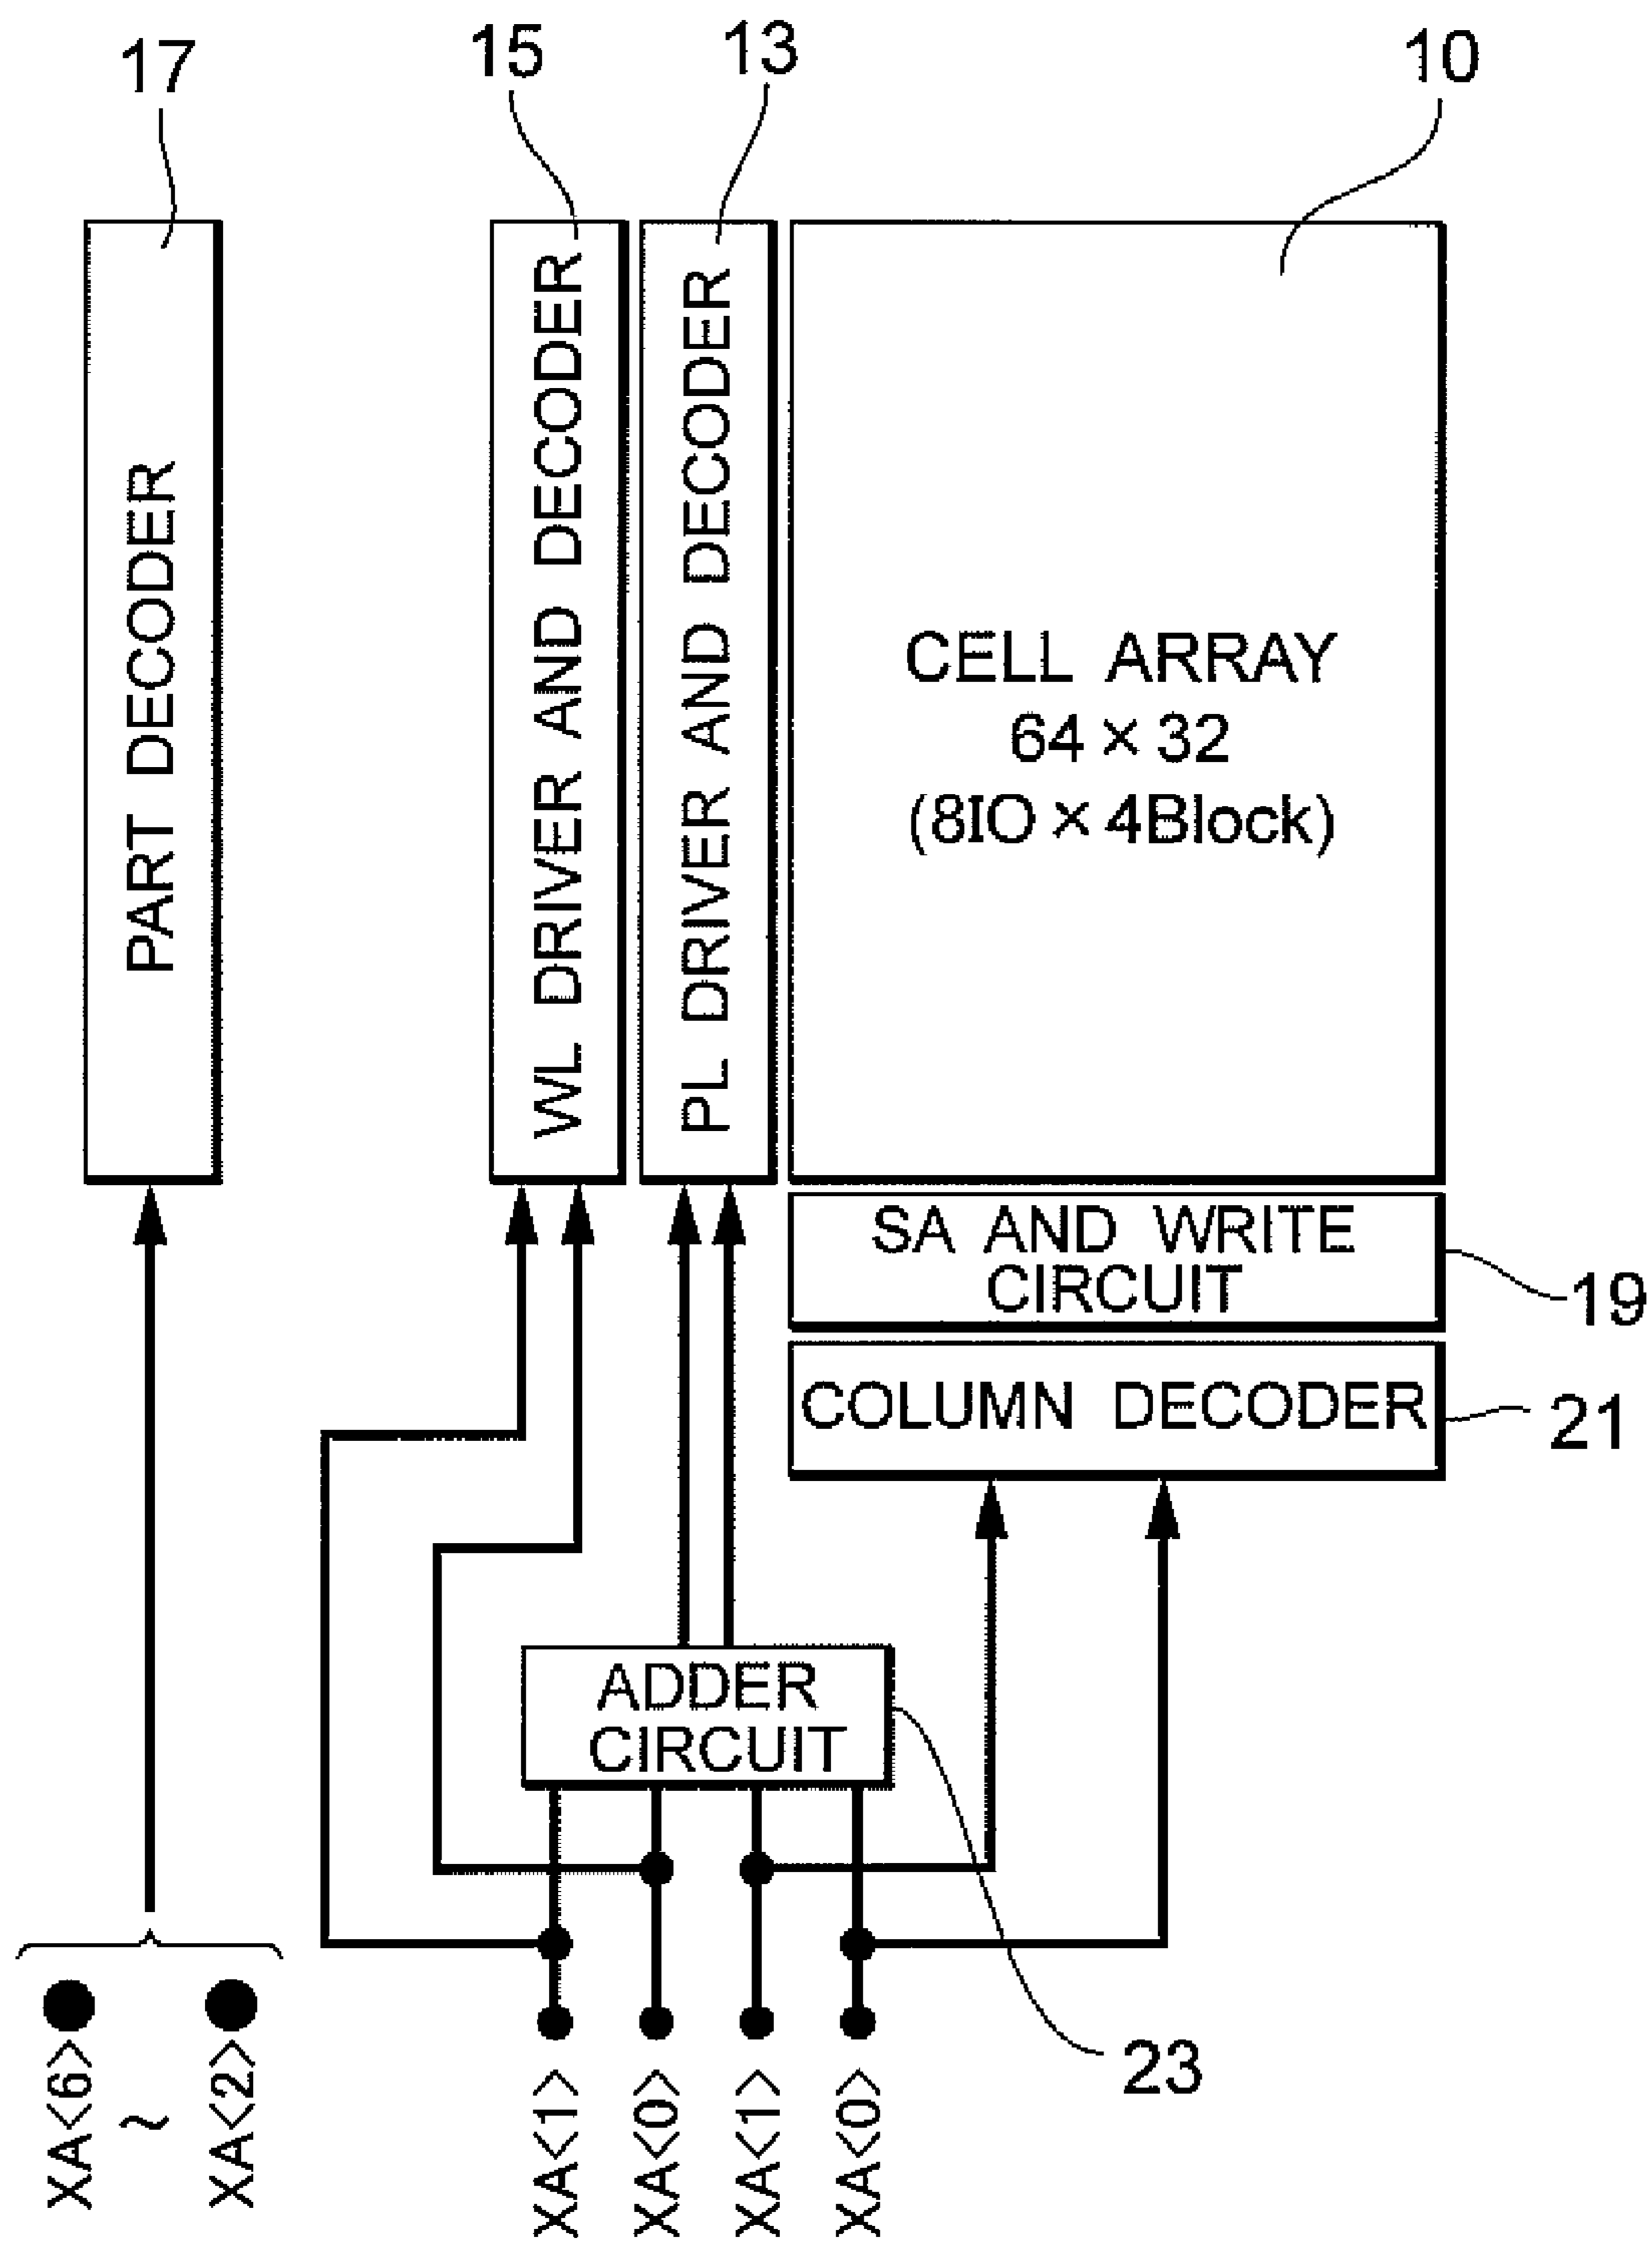 17
15
13
10
PART DECODER
WL DRIVER AND DECODER
PL DRIVER AND DECODER
CELL ARRAY
64 × 32
(8IO × 4Block)
SA AND WRITE
CIRCUIT
19
COLUMN DECODER
21
ADDER
CIRCUIT
23
XA<6>
~
XA<2>
XA<1>
XA<0>
XA<1>
XA<0>